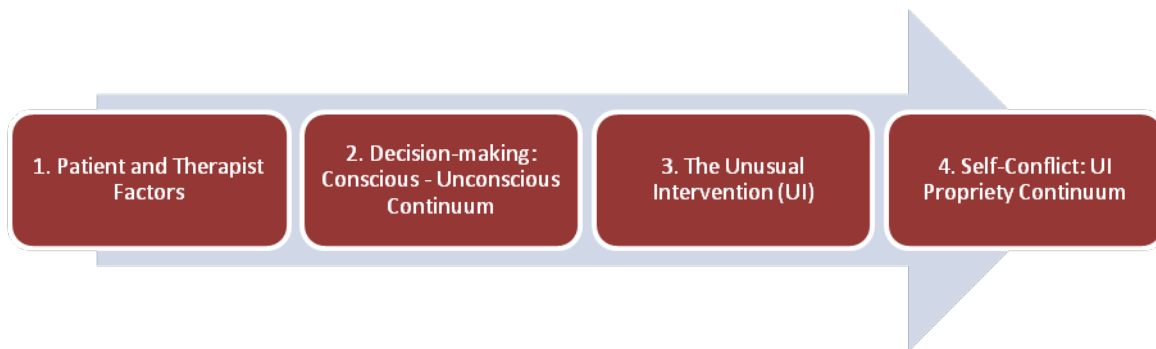 1. Patient and Therapist
Factors
2. Decision-making:
Conscious - Unconscious
Continuum
3. The Unusual
Intervention (UI)
4. Self-Conflict: UI
Propriety Continuum